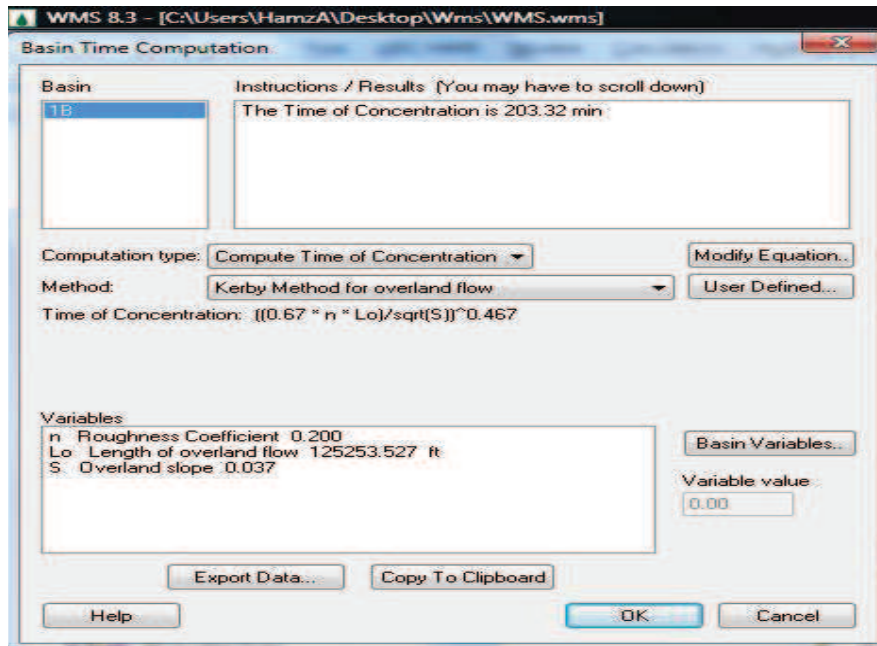 WMS 8.3 - [C:\Users\HamzA\Desktop\Wms\WMS.wms]
Basin Time Computation
Basin
Instructions / Results (You may have to scroll down)
1B
The Time of Concentration is 203.32 min
Computation type: Compute Time of Concentration
Modify Equation..
Method: Kerby Method for overland flow
User Defined...
Time of Concentration: ((0.67 * n * Lo)/sqrt(S))^0.467
Variables
n Roughness Coefficient 0.200
Lo Length of overland flow 125253.527 ft
S Overland slope 0.037
Basin Variables..
Variable value
0.00
Export Data...
Copy To Clipboard
Help
OK
Cancel